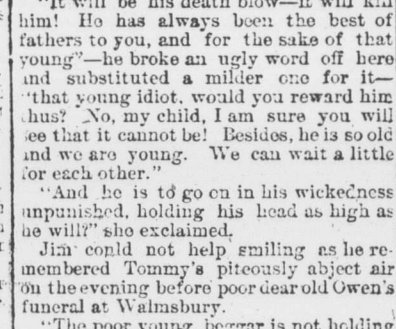 "It will be his death blow—it will kill
him! He has always been the best of
fathers to you, and for the sake of that
young"—he broke an ugly word off here
and substituted a milder one for it—
"that young idiot. would you reward him
thus? No, my child, I am sure you will
see that it cannot be! Besides, he is so old
and we are young. We can wait a little
for each other."
"And he is to go on in his wickedness
unpunished, holding his head as high as
he will?" she exclaimed.
Jim could not help smiling as he re-
membered Tommy's piteously abject air
on the evening before poor dear old Owen's
funeral at Walmsbury.
"The poor young beggar is not holding